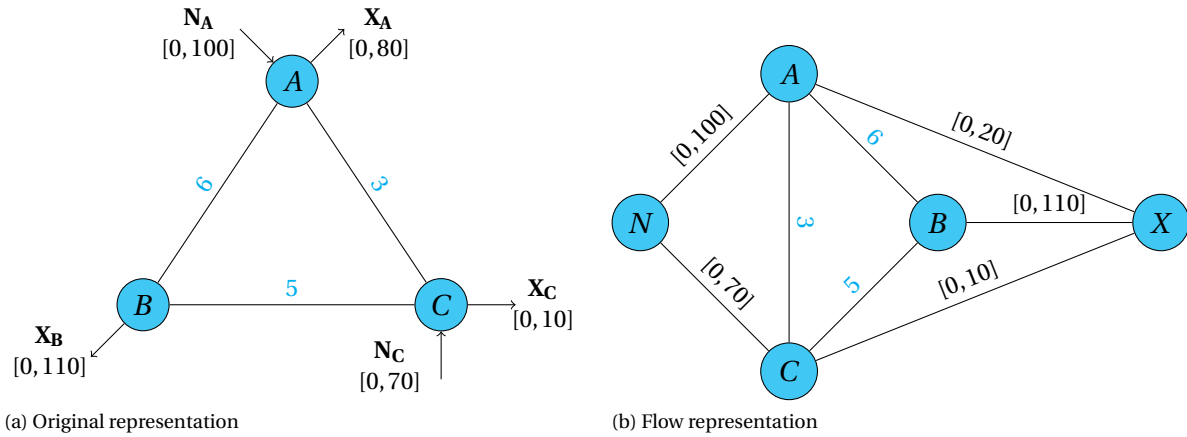 N_A
[0, 100]
X_A
[0, 80]
A
6
3
B
5
C
X_B
[0, 110]
X_C
[0, 10]
N_C
[0, 70]
(a) Original representation
A
[0, 100]
6
[0, 20]
3
N
B
[0, 110]
X
[0, 70]
5
[0, 10]
C
(b) Flow representation